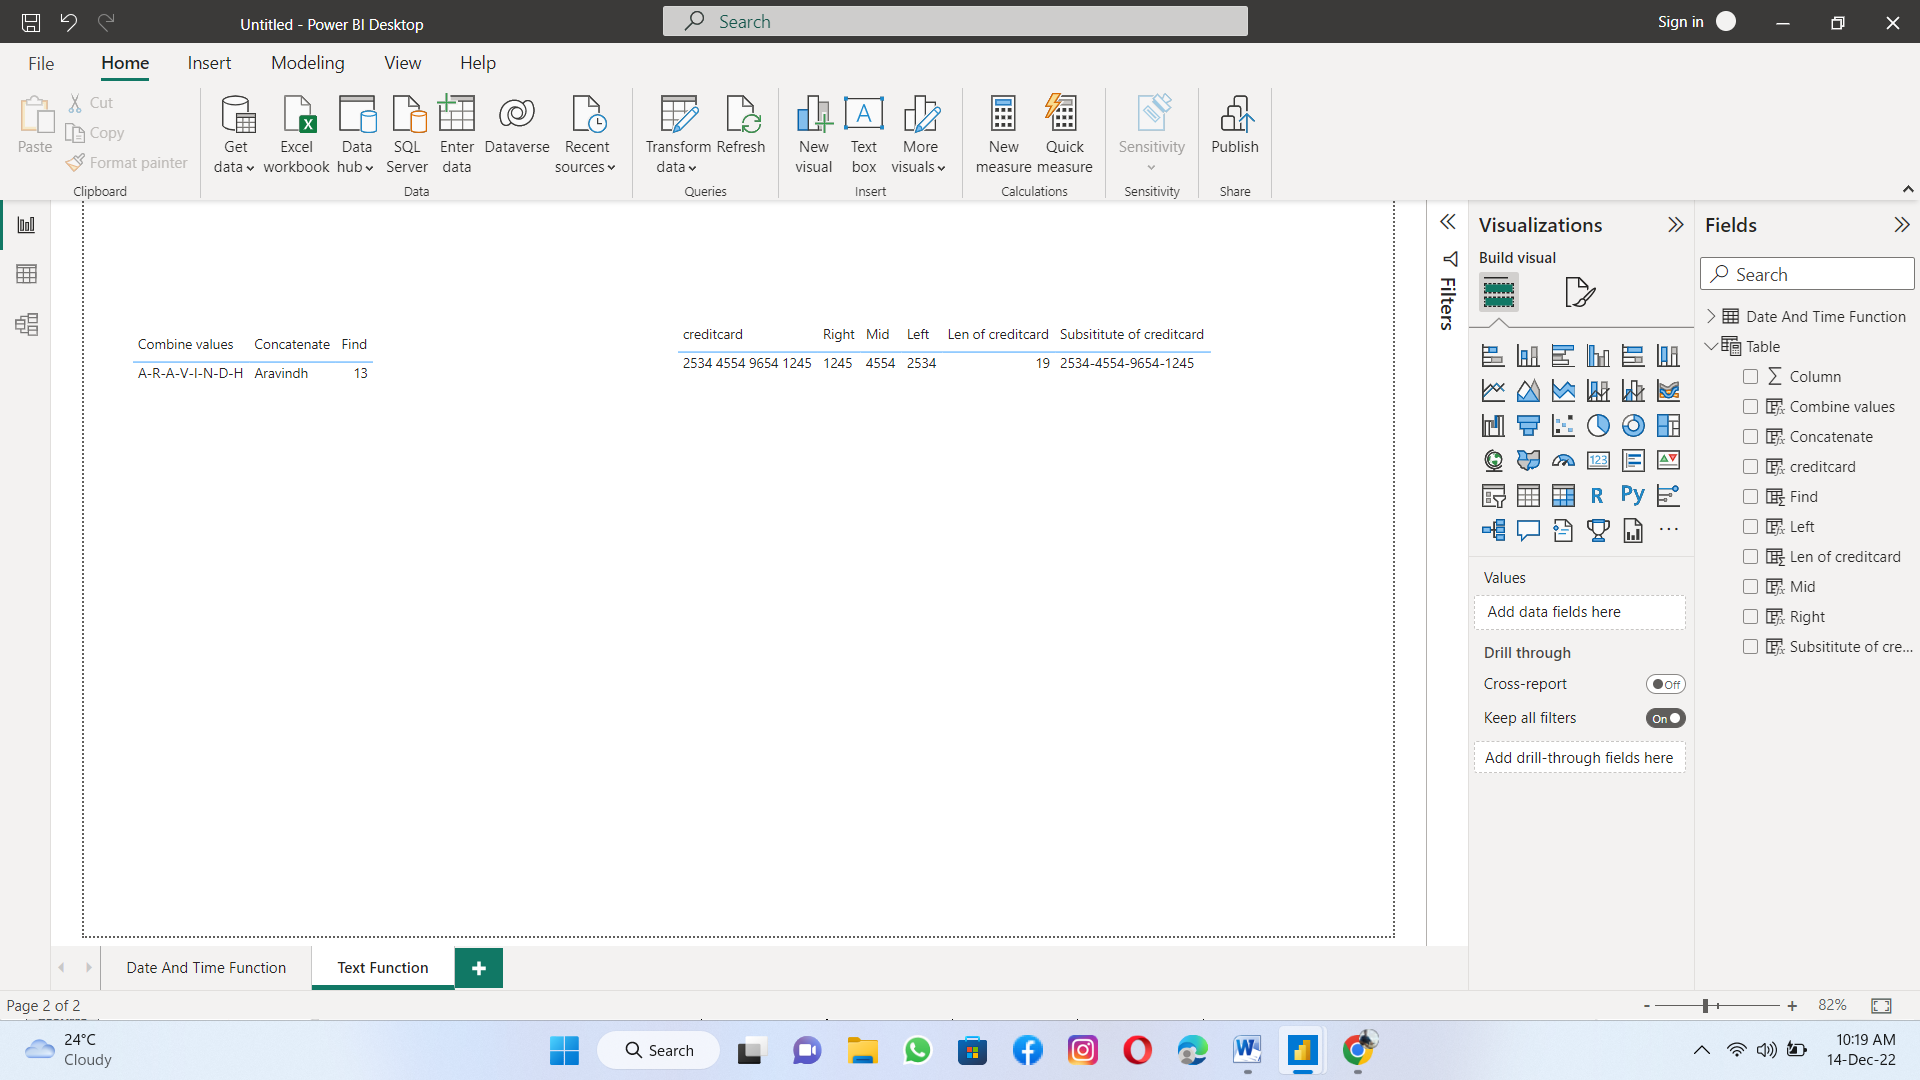 Untitled - Power BI Desktop
Search
Sign in
File Home Insert Modeling View Help
Paste
Cut
Copy
Format painter
Clipboard
Get data
Excel workbook
Data hub
SQL Server
Enter data
Dataverse
Recent sources
Data
Transform data
Refresh
Queries
New visual
Text box
More visuals
Insert
New measure
Quick measure
Calculations
Sensitivity
Sensitivity
Publish
Share
Combine values Concatenate Find
A-R-A-V-I-N-D-H Aravindh 13
creditcard Right Mid Left Len of creditcard Subsititute of creditcard
2534 4554 9654 1245 1245 4554 2534 19 2534-4554-9654-1245
Filters
Visualizations
Build visual
123
R
Py
Values
Add data fields here
Drill through
Cross-report
Off
Keep all filters
On
Add drill-through fields here
Fields
Search
Date And Time Function
Table
Column
Combine values
Concatenate
creditcard
Find
Left
Len of creditcard
Mid
Right
Subsititute of cre...
Date And Time Function
Text Function
Page 2 of 2
82%
24°C
Cloudy
Search
10:19 AM
14-Dec-22